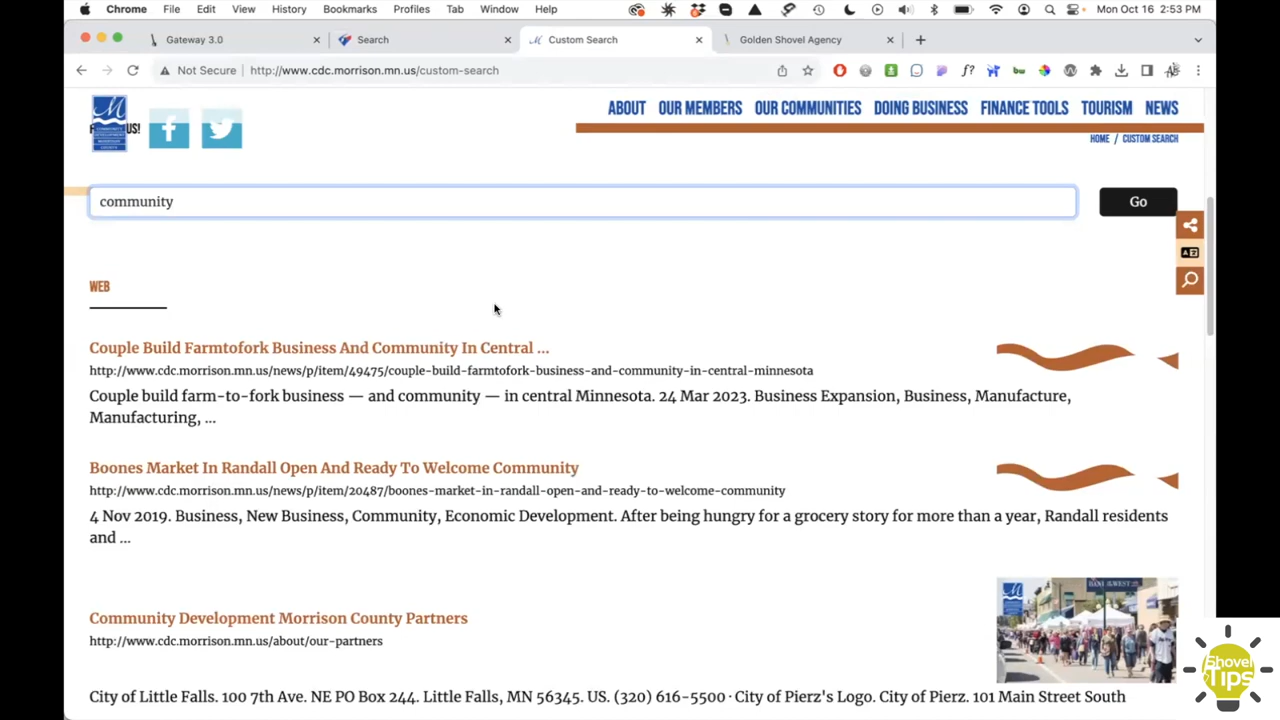 Chrome File Edit View History Bookmarks Profiles Tab Window Help Mon Oct 16 2:53 PM
Gateway 3.0 Search Custom Search Golden Shovel Agency
Not Secure http://www.cdc.morrison.mn.us/custom-search
ABOUT OUR MEMBERS OUR COMMUNITIES DOING BUSINESS FINANCE TOOLS TOURISM NEWS
US!
HOME / CUSTOM SEARCH
community
Go
WEB
Couple Build Farmtofork Business And Community In Central ...
http://www.cdc.morrison.mn.us/news/p/item/49475/couple-build-farmtofork-business-and-community-in-central-minnesota
Couple build farm-to-fork business — and community — in central Minnesota. 24 Mar 2023. Business Expansion, Business, Manufacture,
Manufacturing, ...
Boones Market In Randall Open And Ready To Welcome Community
http://www.cdc.morrison.mn.us/news/p/item/20487/boones-market-in-randall-open-and-ready-to-welcome-community
4 Nov 2019. Business, New Business, Community, Economic Development. After being hungry for a grocery story for more than a year, Randall residents
and ...
Community Development Morrison County Partners
http://www.cdc.morrison.mn.us/about/our-partners
City of Little Falls. 100 7th Ave. NE PO Box 244. Little Falls, MN 56345. US. (320) 616-5500 · City of Pierz's Logo. City of Pierz. 101 Main Street South
Shovel
Tips